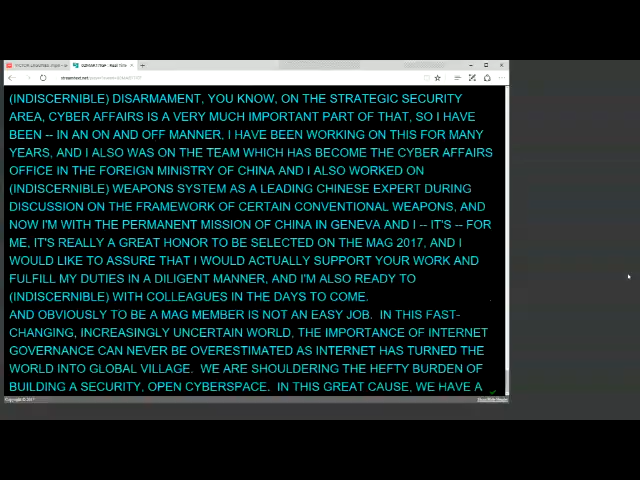 (INDISCERNIBLE) DISARMAMENT, YOU KNOW, ON THE STRATEGIC SECURITY
AREA, CYBER AFFAIRS IS A VERY MUCH IMPORTANT PART OF THAT, SO I HAVE
BEEN -- IN AN ON AND OFF MANNER, I HAVE BEEN WORKING ON THIS FOR MANY
YEARS, AND I ALSO WAS ON THE TEAM WHICH HAS BECOME THE CYBER AFFAIRS
OFFICE IN THE FOREIGN MINISTRY OF CHINA AND I ALSO WORKED ON
(INDISCERNIBLE) WEAPONS SYSTEM AS A LEADING CHINESE EXPERT DURING
DISCUSSION ON THE FRAMEWORK OF CERTAIN CONVENTIONAL WEAPONS, AND
NOW I'M WITH THE PERMANENT MISSION OF CHINA IN GENEVA AND I -- IT'S -- FOR
ME, IT'S REALLY A GREAT HONOR TO BE SELECTED ON THE MAG 2017, AND I
WOULD LIKE TO ASSURE THAT I WOULD ACTUALLY SUPPORT YOUR WORK AND
FULFILL MY DUTIES IN A DILIGENT MANNER, AND I'M ALSO READY TO
(INDISCERNIBLE) WITH COLLEAGUES IN THE DAYS TO COME.
AND OBVIOUSLY TO BE A MAG MEMBER IS NOT AN EASY JOB.  IN THIS FAST-
CHANGING, INCREASINGLY UNCERTAIN WORLD, THE IMPORTANCE OF INTERNET
GOVERNANCE CAN NEVER BE OVERESTIMATED AS INTERNET HAS TURNED THE
WORLD INTO GLOBAL VILLAGE.  WE ARE SHOULDERING THE HEFTY BURDEN OF
BUILDING A SECURITY, OPEN CYBERSPACE.  IN THIS GREAT CAUSE, WE HAVE A